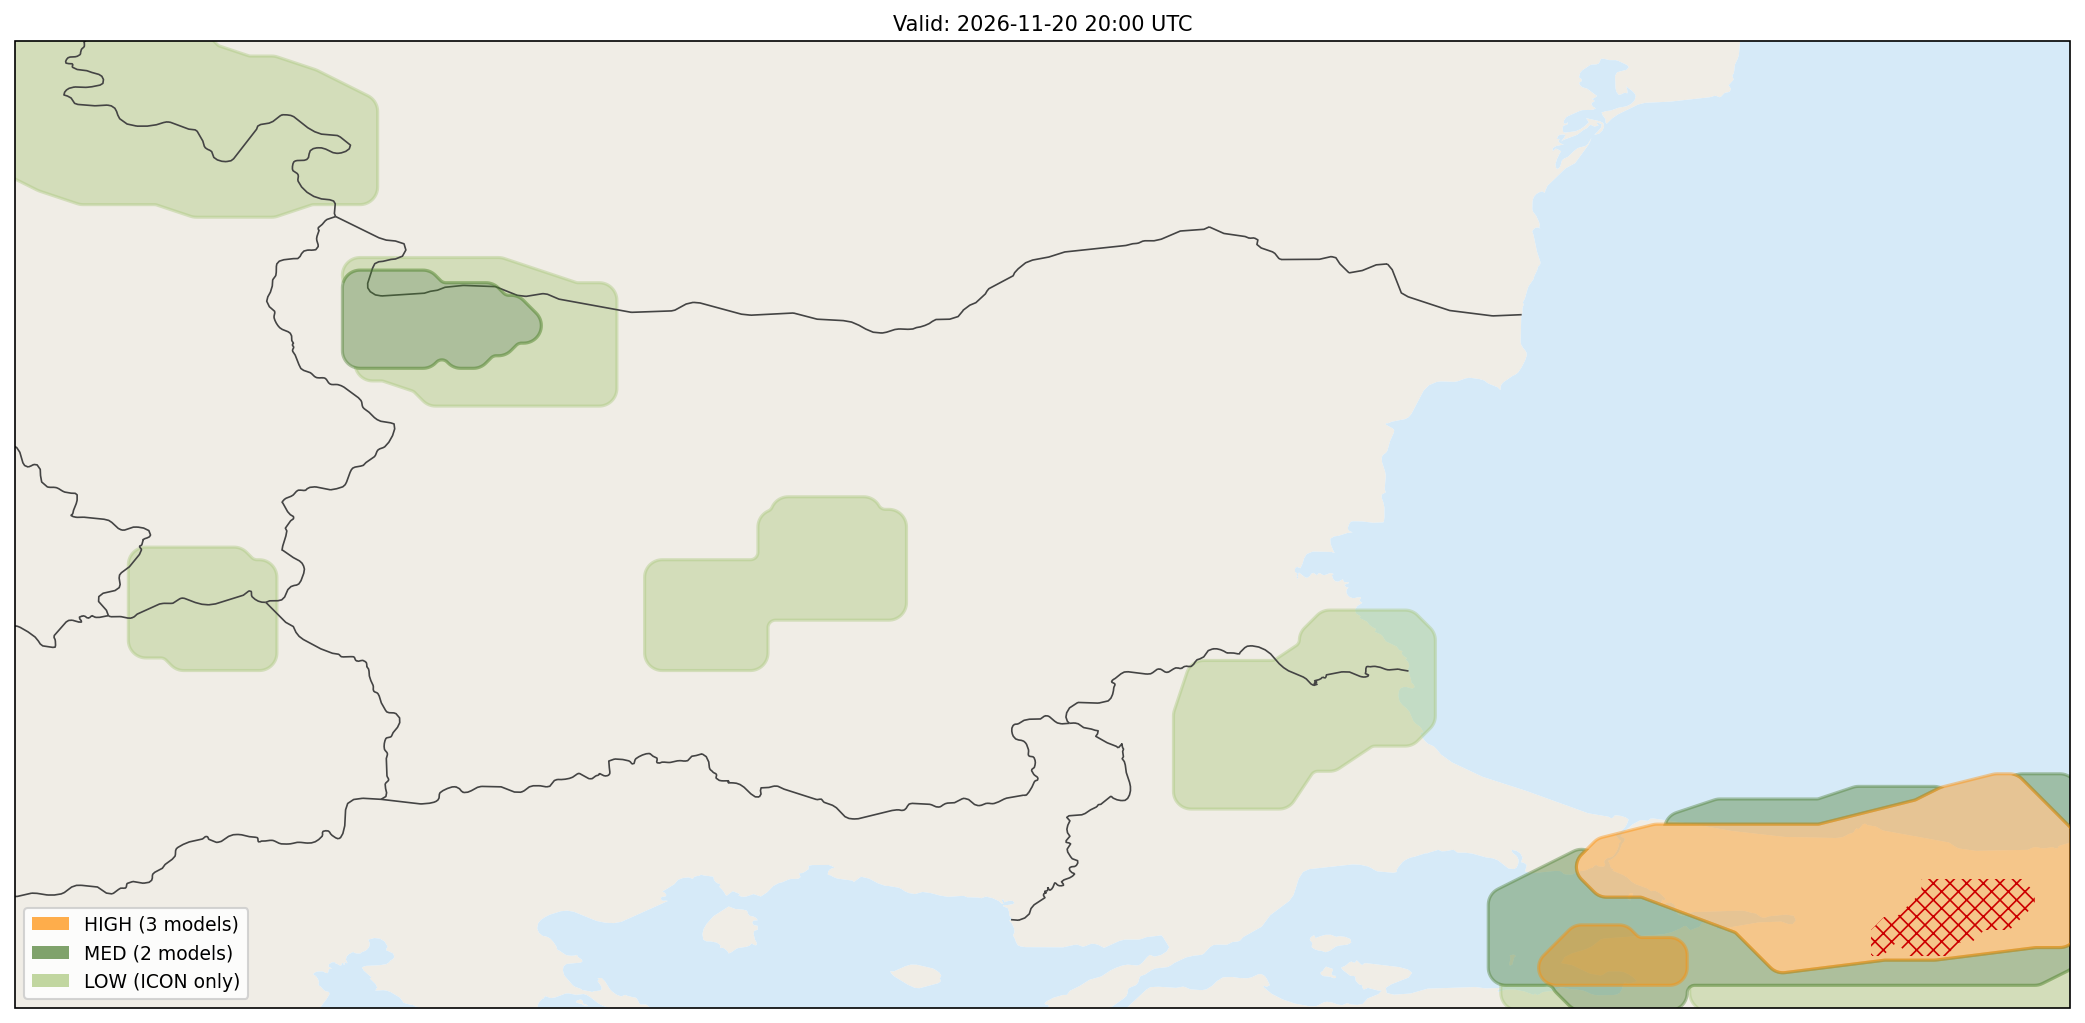 Valid: 2026-11-20 20:00 UTC
HIGH (3 models)
MED (2 models)
LOW (ICON only)